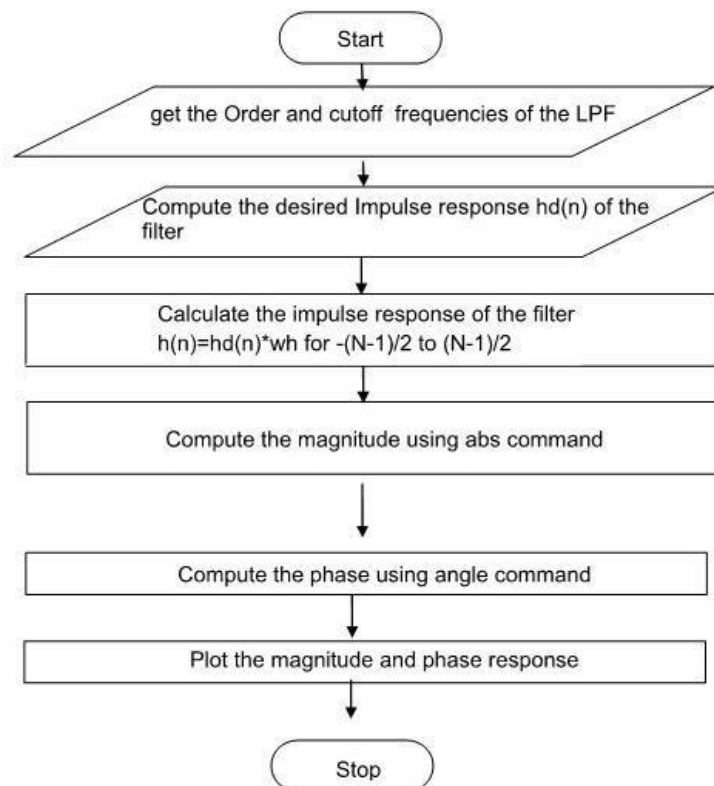 Start
get the Order and cutoff frequencies of the LPF
Compute the desired Impulse response hd(n) of the
filter
Calculate the impulse response of the filter
h(n)=hd(n)*wh for -(N-1)/2 to (N-1)/2
Compute the magnitude using abs command
Compute the phase using angle command
Plot the magnitude and phase response
Stop